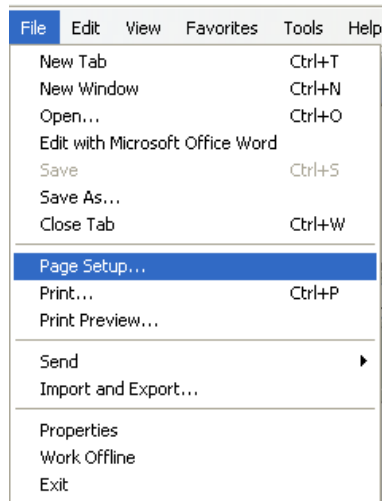 File Edit View Favorites Tools Help
New Tab Ctrl+T
New Window Ctrl+N
Open... Ctrl+O
Edit with Microsoft Office Word
Save Ctrl+S
Save As...
Close Tab Ctrl+W
Page Setup...
Print... Ctrl+P
Print Preview...
Send
Import and Export...
Properties
Work Offline
Exit